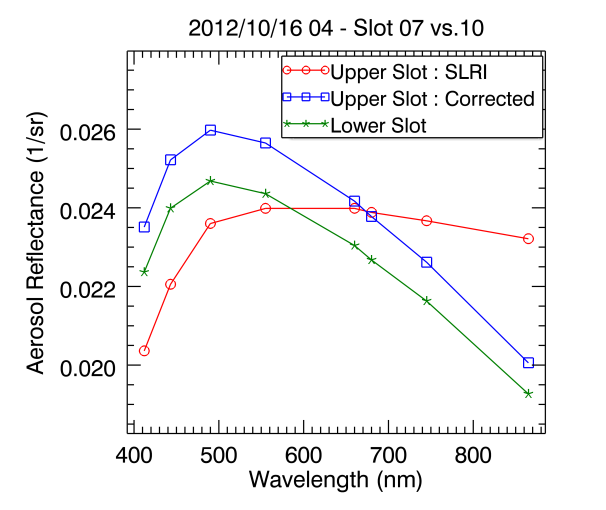 2012/10/16 04 - Slot 07 vs.10
Upper Slot : SLRI
Upper Slot : Corrected
Lower Slot
Aerosol Reflectance (1/sr)
0.026
0.024
0.022
0.020
400 500 600 700 800
Wavelength (nm)